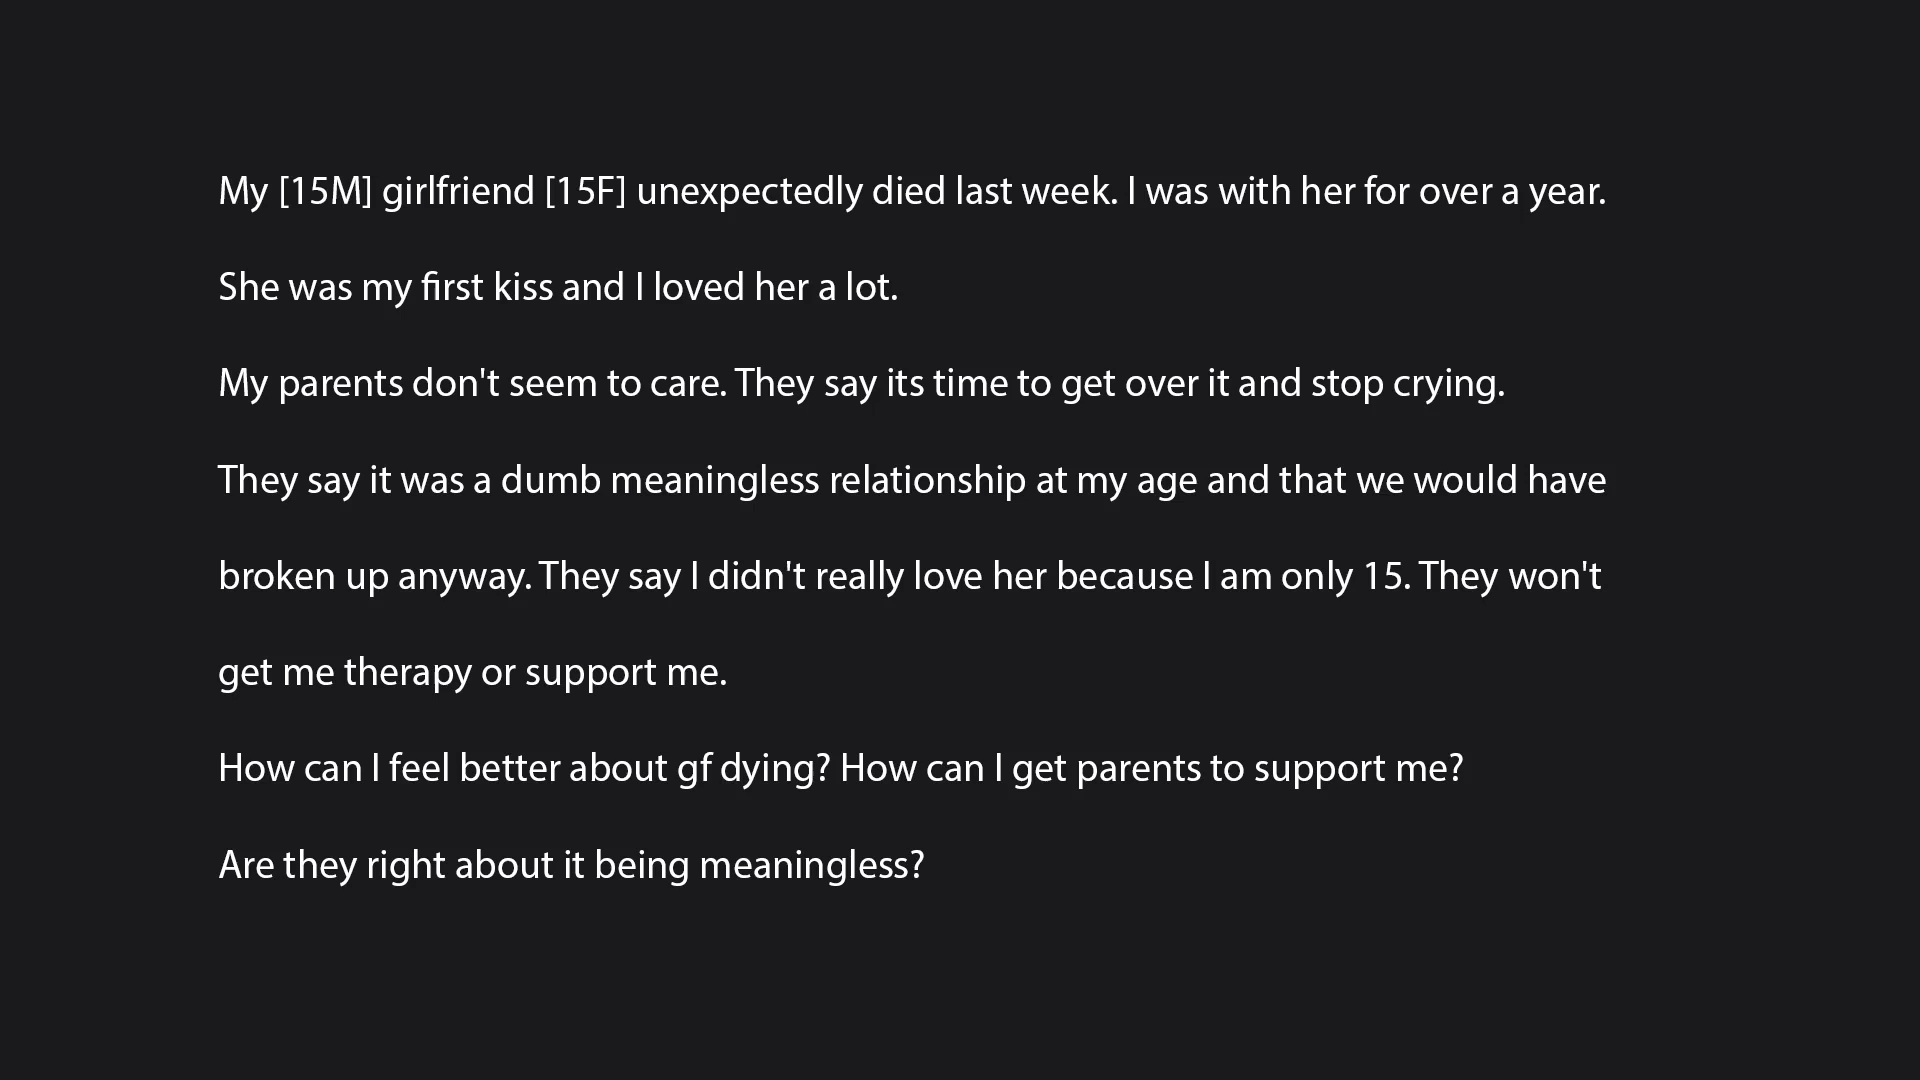 My [15M] girlfriend [15F] unexpectedly died last week. I was with her for over a year.
She was my first kiss and I loved her a lot.
My parents don't seem to care. They say its time to get over it and stop crying.
They say it was a dumb meaningless relationship at my age and that we would have
broken up anyway. They say I didn't really love her because I am only 15. They won't
get me therapy or support me.
How can I feel better about gf dying? How can I get parents to support me?
Are they right about it being meaningless?